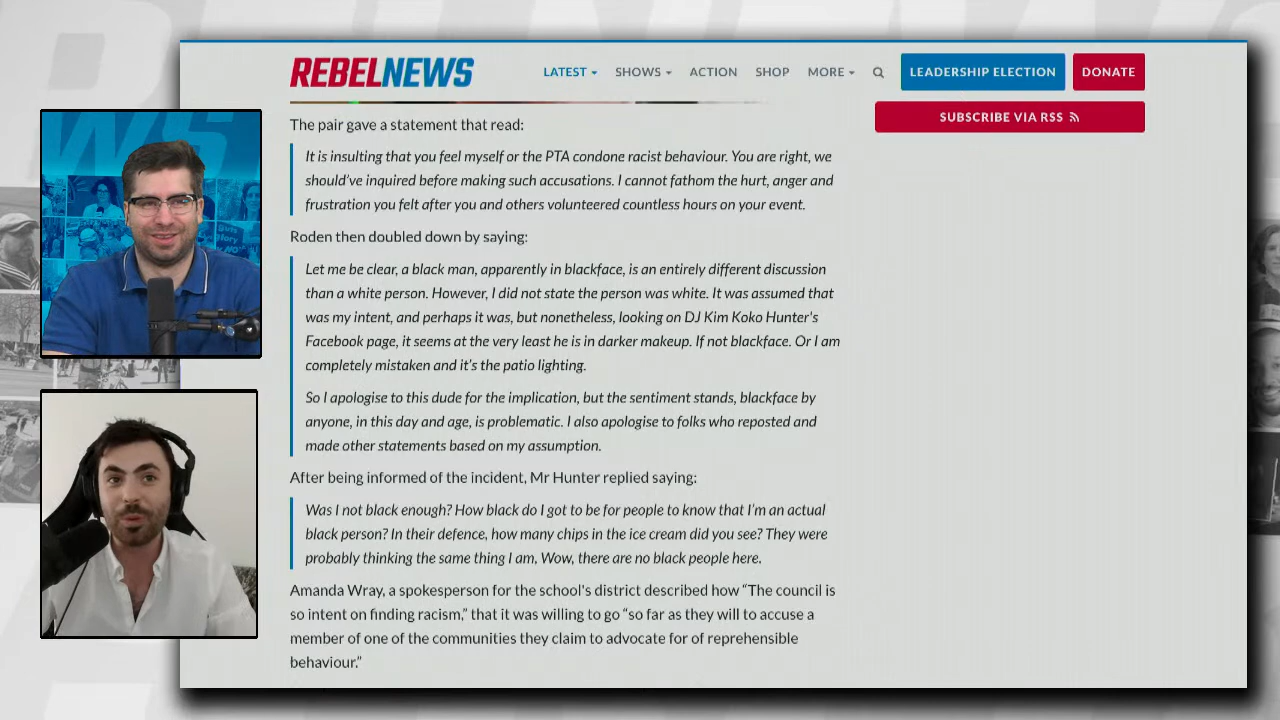 REBELNEWS
LATEST SHOWS ACTION SHOP MORE LEADERSHIP ELECTION DONATE
SUBSCRIBE VIA RSS
The pair gave a statement that read:
It is insulting that you feel myself or the PTA condone racist behaviour. You are right, we
should've inquired before making such accusations. I cannot fathom the hurt, anger and
frustration you felt after you and others volunteered countless hours on your event.
Roden then doubled down by saying:
Let me be clear, a black man, apparently in blackface, is an entirely different discussion
than a white person. However, I did not state the person was white. It was assumed that
was my intent, and perhaps it was, but nonetheless, looking on DJ Kim Koko Hunter's
Facebook page, it seems at the very least he is in darker makeup. If not blackface. Or I am
completely mistaken and it's the patio lighting.
So I apologise to this dude for the implication, but the sentiment stands, blackface by
anyone, in this day and age, is problematic. I also apologise to folks who reposted and
made other statements based on my assumption.
After being informed of the incident, Mr Hunter replied saying:
Was I not black enough? How black do I got to be for people to know that I'm an actual
black person? In their defence, how many chips in the ice cream did you see? They were
probably thinking the same thing I am, Wow, there are no black people here.
Amanda Wray, a spokesperson for the school's district described how “The council is
so intent on finding racism,” that it was willing to go “so far as they will to accuse a
member of one of the communities they claim to advocate for of reprehensible
behaviour.”